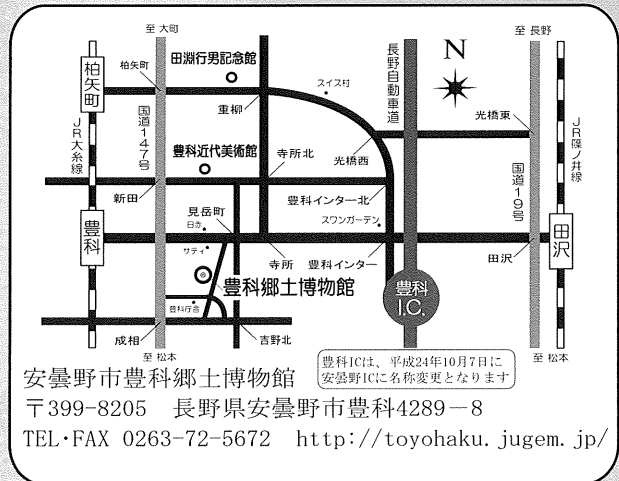 至 大町
至 長野
田淵行男記念館
長野自動車道
N
柏矢町
柏矢町
スイス村
重柳
光橋東
国道147号
JR大糸線
豊科近代美術館
寺所北
光橋西
国道19号
JR篠ノ井線
新田
豊科インター北
見岳町
日赤
スワンガーデン
豊科
サティ
寺所
豊科インター
田沢
田沢
豊科郷土博物館
豊科庁舎
豊科
I.C.
成相
吉野北
至 松本
至 松本
豊科ICは、平成24年10月7日に
安曇野ICに名称変更となります
安曇野市豊科郷土博物館
〒399-8205 長野県安曇野市豊科4289－8
TEL･FAX 0263-72-5672 http://toyohaku.jugem.jp/